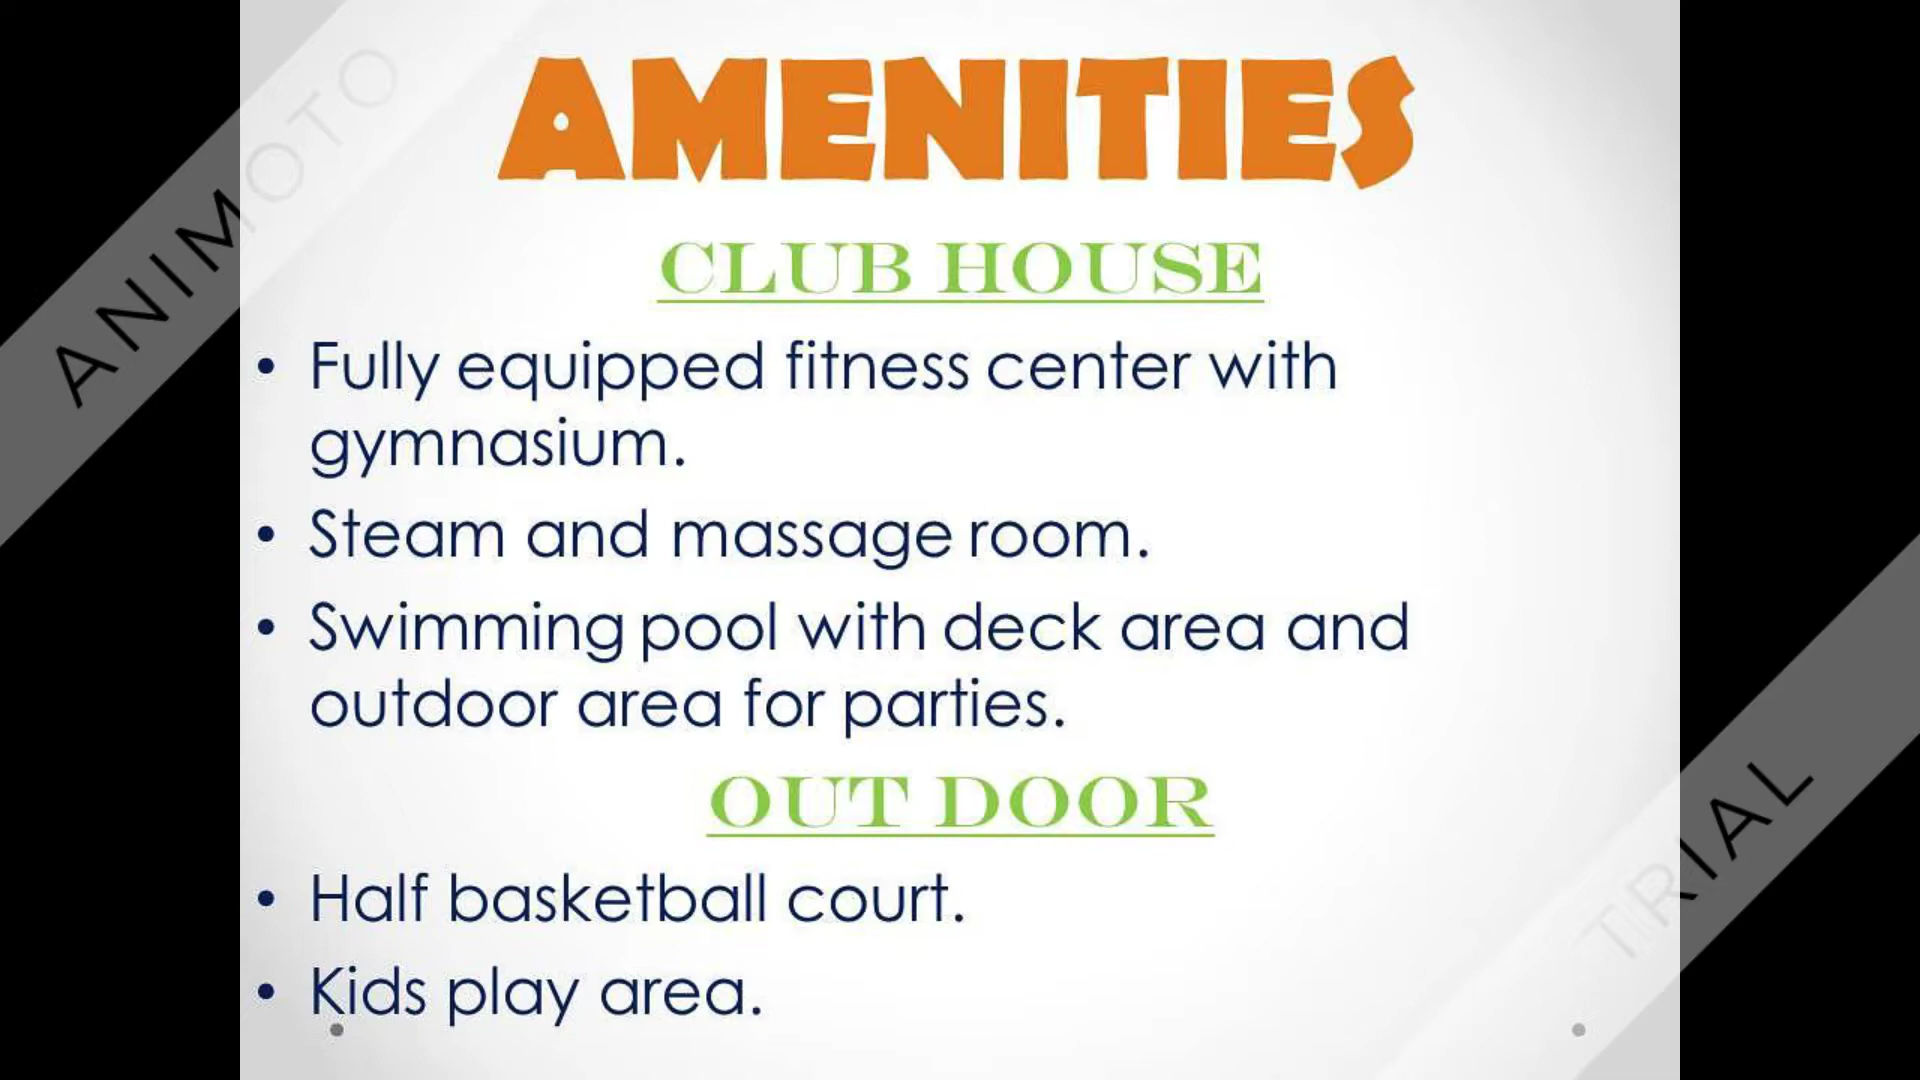 AMENITIES
CLUB HOUSE
• Fully equipped fitness center with
gymnasium.
• Steam and massage room.
• Swimming pool with deck area and
outdoor area for parties.
OUT DOOR
• Half basketball court.
• Kids play area.
ANIMOTO
TRIAL